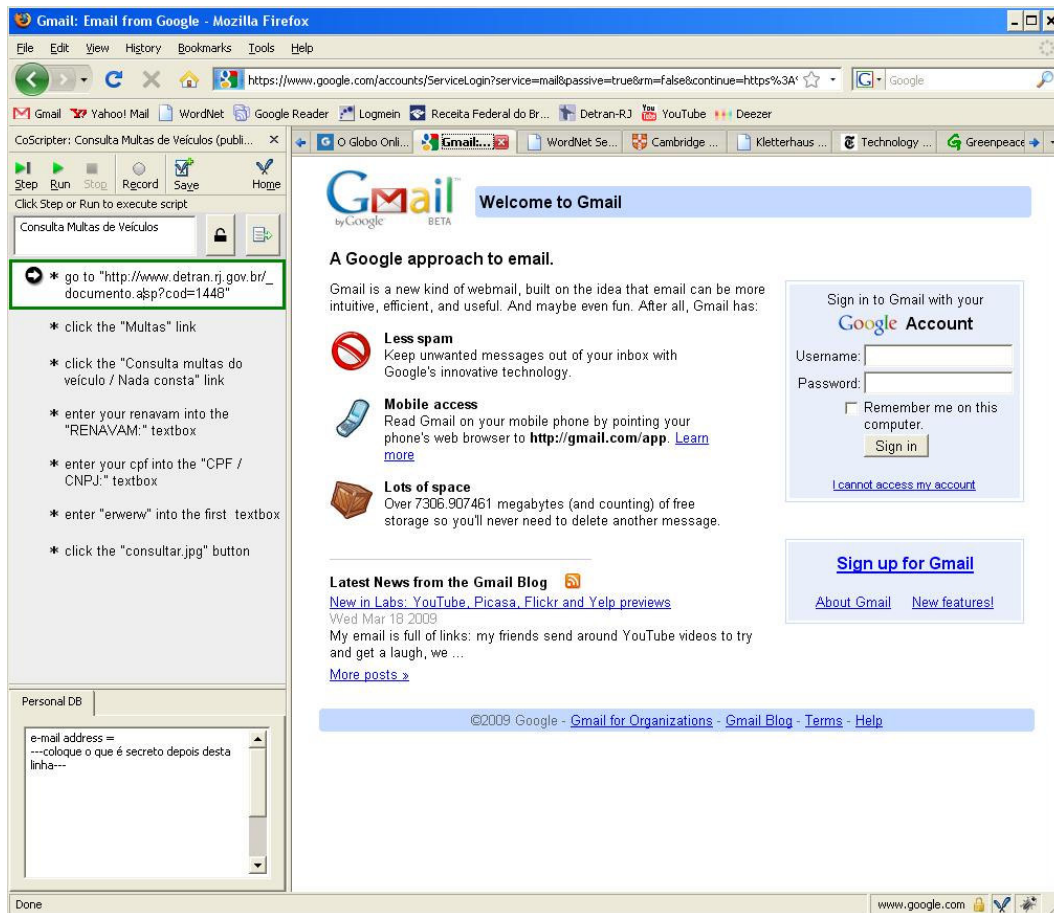 Gmail: Email from Google - Mozilla Firefox
File Edit View History Bookmarks Tools Help
https://www.google.com/accounts/ServiceLogin?service=mail&passive=true&rm=false&continue=https%3A
Google
Gmail Yahoo! Mail WordNet Google Reader Logmein Receita Federal do Br... Detran-RJ YouTube Deezer
CoScripter: Consulta Multas de Veículos (publi...
O Globo Onli... Gmail:... WordNet Se... Cambridge ... Kletterhaus ... Technology ... Greenpeace
Step Run Stop Record Save Home
Click Step or Run to execute script
Consulta Multas de Veículos
* go to "http://www.detran.rj.gov.br/_
documento.asp?cod=1448"
* click the "Multas" link
* click the "Consulta multas do
veículo / Nada consta" link
* enter your renavam into the
"RENAVAM:" textbox
* enter your cpf into the "CPF /
CNPJ:" textbox
* enter "erwerw" into the first textbox
* click the "consultar.jpg" button
Personal DB
e-mail address =
---coloque o que é secreto depois desta
linha---
Gmail
by Google BETA
Welcome to Gmail
A Google approach to email.
Gmail is a new kind of webmail, built on the idea that email can be more
intuitive, efficient, and useful. And maybe even fun. After all, Gmail has:
Less spam
Keep unwanted messages out of your inbox with
Google's innovative technology.
Mobile access
Read Gmail on your mobile phone by pointing your
phone's web browser to http://gmail.com/app. Learn
more
Lots of space
Over 7306.907461 megabytes (and counting) of free
storage so you'll never need to delete another message.
Latest News from the Gmail Blog
New in Labs: YouTube, Picasa, Flickr and Yelp previews
Wed Mar 18 2009
My email is full of links: my friends send around YouTube videos to try
and get a laugh, we ...
More posts »
Sign in to Gmail with your
Google Account
Username:
Password:
Remember me on this
computer.
Sign in
I cannot access my account
Sign up for Gmail
About Gmail New features!
©2009 Google - Gmail for Organizations - Gmail Blog - Terms - Help
Done
www.google.com